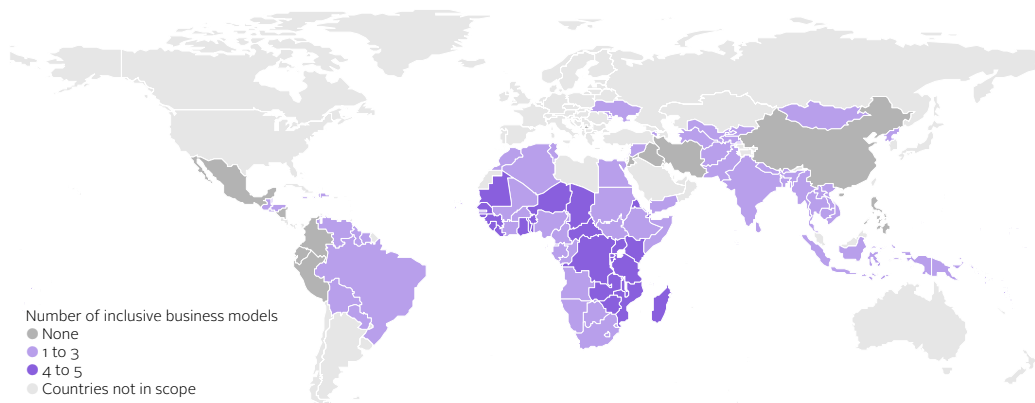 Number of inclusive business models
None
1 to 3
4 to 5
Countries not in scope